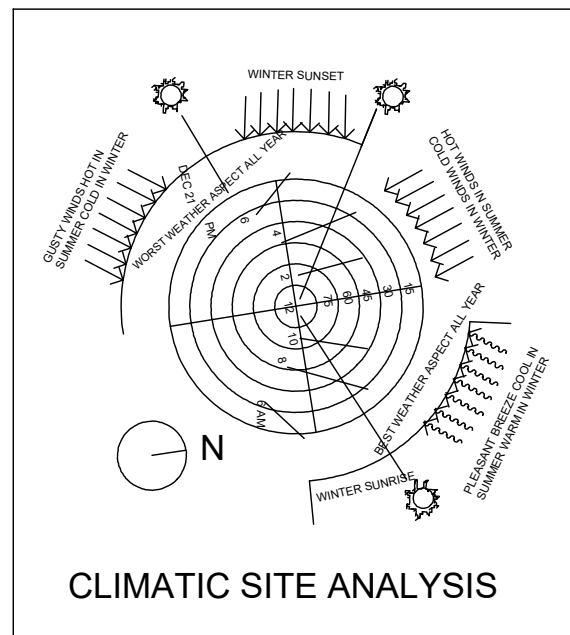 WINTER SUNSET
GUSTY WINDS HOT IN
SUMMER COLD IN WINTER
DEC 21
WORST WEATHER ASPECT ALL YEAR
HOT WINDS IN SUMMER
COLD WINDS IN WINTER
6
PM
4
2
12
10
8
6 AM
75
60
45
30
15
BEST WEATHER ASPECT ALL YEAR
PLEASANT BREEZE COOL IN
SUMMER WARM IN WINTER
N
WINTER SUNRISE
CLIMATIC SITE ANALYSIS